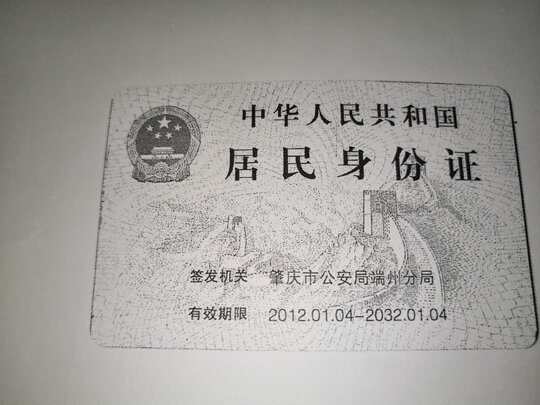 中华人民共和国
居民身份证
签发机关 肇庆市公安局端州分局
有效期限 2012.01.04-2032.01.04